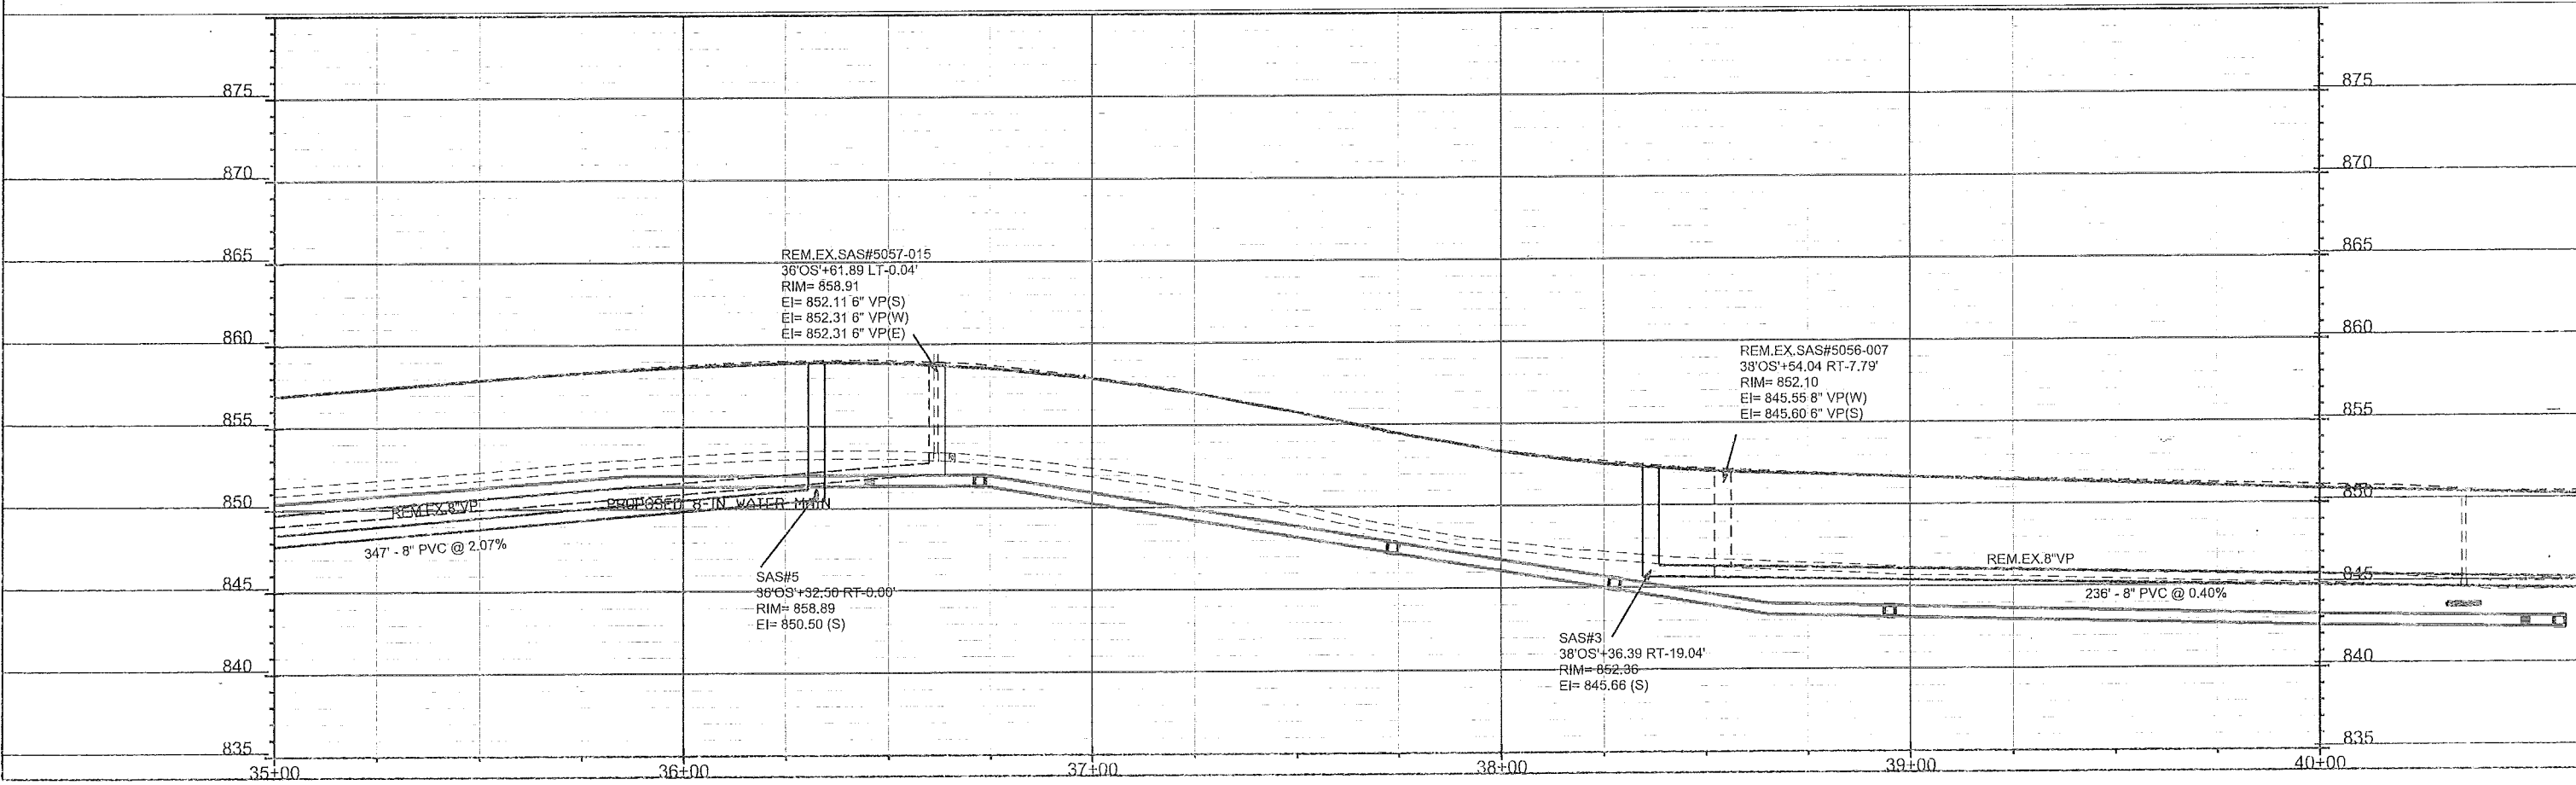 875
875
870
870
865
865
REM.EX.SAS#5057-015
36'OS'+61.89 LT-0.04'
RIM= 858.91
EI= 852.11 6" VP(S)
EI= 852.31 6" VP(W)
EI= 852.31 6" VP(E)
860
860
REM.EX.SAS#5056-007
38'OS'+54.04 RT-7.79'
RIM= 852.10
EI= 845.55 8" VP(W)
EI= 845.60 6" VP(S)
855
855
850
850
REM.EX.8"VP
PROPOSED 8-IN WATER MAIN
347' - 8" PVC @ 2.07%
REM.EX.8"VP
845
845
236' - 8" PVC @ 0.40%
SAS#5
36'OS'+32.50 RT-0.00'
RIM= 858.89
EI= 850.50 (S)
SAS#3
38'OS'+36.39 RT-19.04'
RIM= 852.36
EI= 845.66 (S)
840
840
835
835
35+00
36+00
37+00
38+00
39+00
40+00